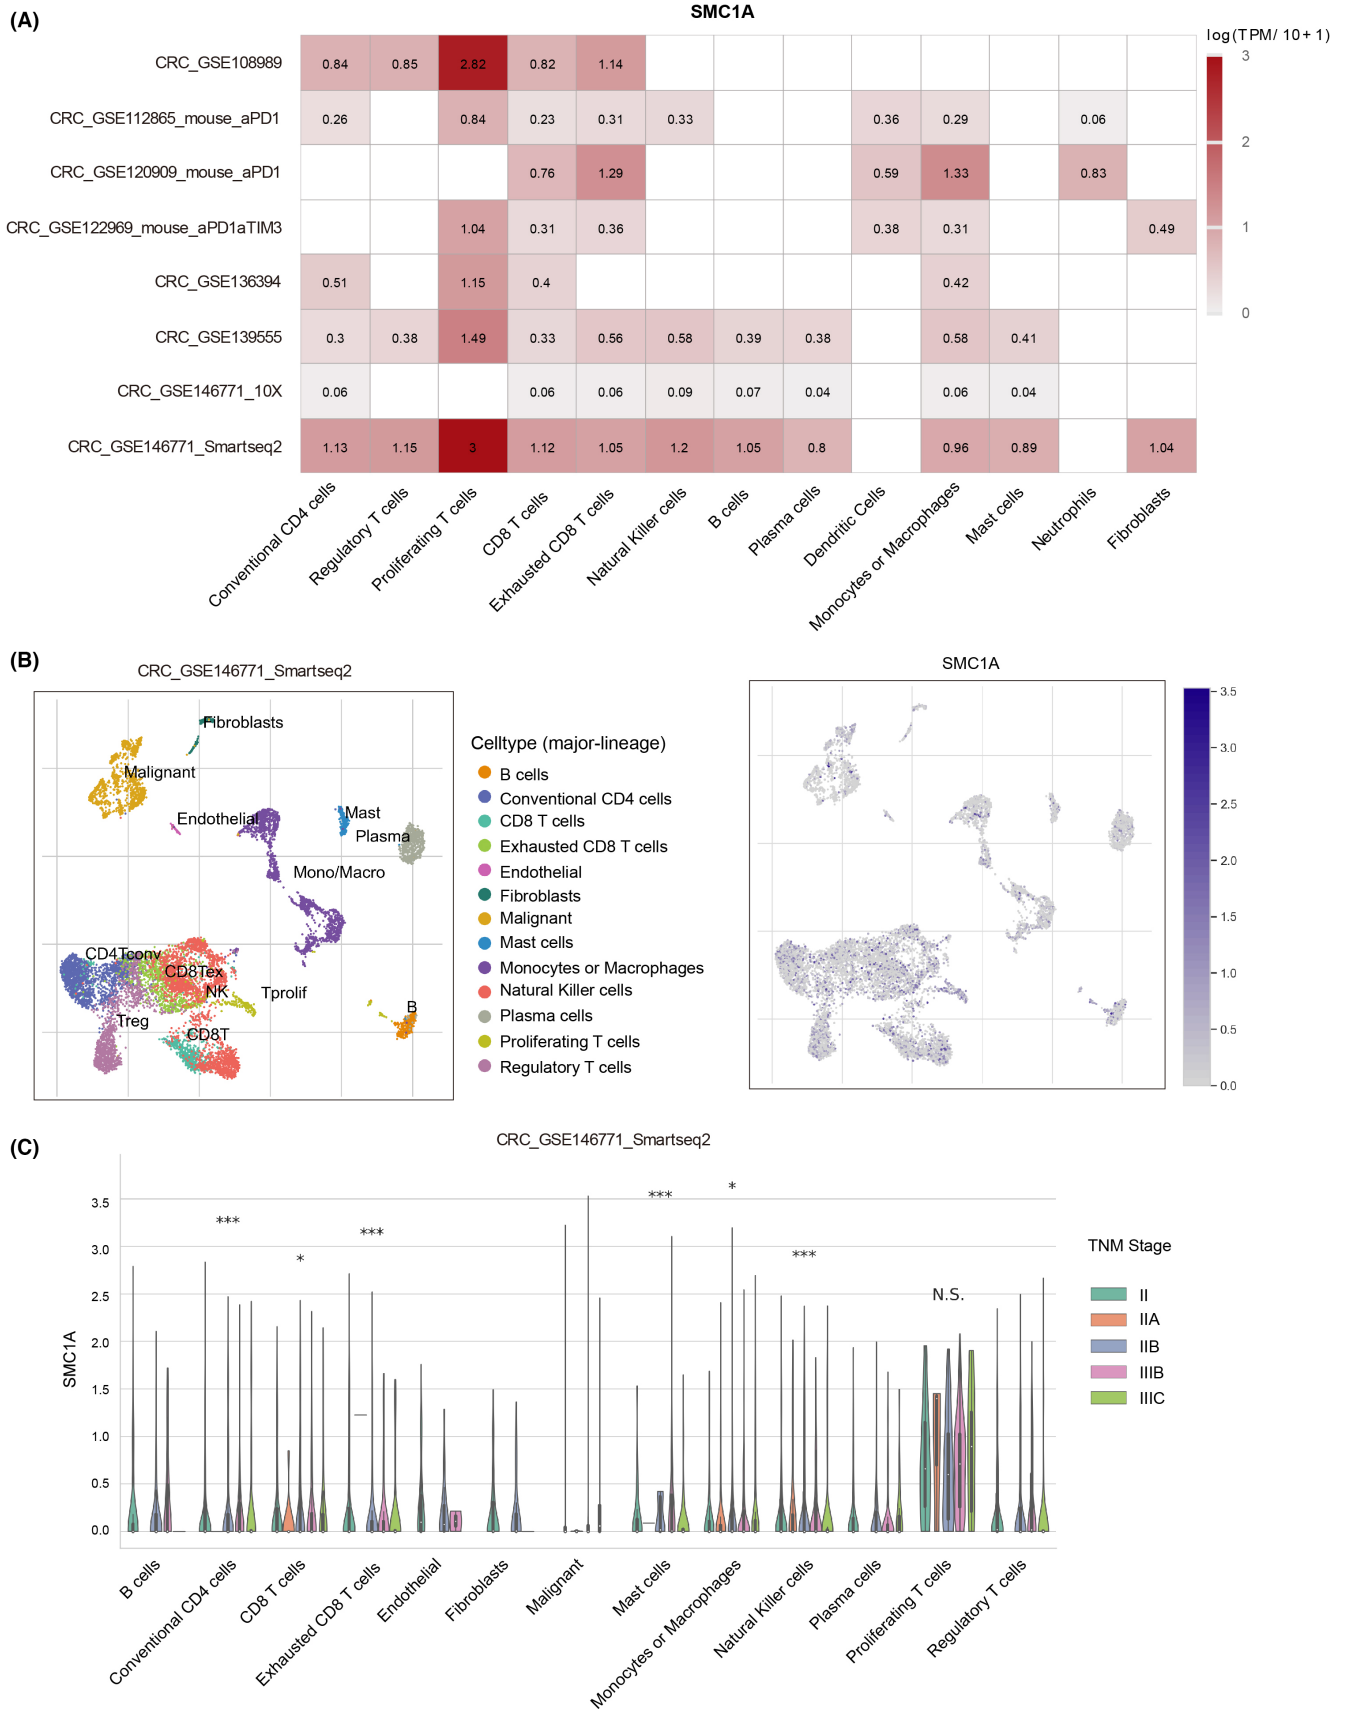 (A)
SMC1A
log(TPM/ 10+1)
CRC_GSE108989 0.84 0.85 2.82 0.82 1.14
CRC_GSE112865_mouse_aPD1 0.26 0.84 0.23 0.31 0.33 0.36 0.29 0.06
CRC_GSE120909_mouse_aPD1 0.76 1.29 0.59 1.33 0.83
CRC_GSE122969_mouse_aPD1aTIM3 1.04 0.31 0.36 0.38 0.31 0.49
CRC_GSE136394 0.51 1.15 0.4 0.42
CRC_GSE139555 0.3 0.38 1.49 0.33 0.56 0.58 0.39 0.38 0.58 0.41
CRC_GSE146771_10X 0.06 0.06 0.06 0.09 0.07 0.04 0.06 0.04
CRC_GSE146771_Smartseq2 1.13 1.15 3 1.12 1.05 1.2 1.05 0.8 0.96 0.89 1.04
3
2
1
0
Conventional CD4 cells
Regulatory T cells
Proliferating T cells
CD8 T cells
Exhausted CD8 T cells
Natural Killer cells
B cells
Plasma cells
Dendritic Cells
Monocytes or Macrophages
Mast cells
Neutrophils
Fibroblasts
(B)
CRC_GSE146771_Smartseq2
Fibroblasts
Malignant
Endothelial
Mast
Plasma
Mono/Macro
CD4Tconv
CD8Tex
NK
Tprolif
B
Treg
CD8T
Celltype (major-lineage)
B cells
Conventional CD4 cells
CD8 T cells
Exhausted CD8 T cells
Endothelial
Fibroblasts
Malignant
Mast cells
Monocytes or Macrophages
Natural Killer cells
Plasma cells
Proliferating T cells
Regulatory T cells
SMC1A
3.5
3.0
2.5
2.0
1.5
1.0
0.5
0.0
(C)
CRC_GSE146771_Smartseq2
SMC1A
3.5
3.0
2.5
2.0
1.5
1.0
0.5
0.0
***
*
***
***
*
***
N.S.
B cells
Conventional CD4 cells
CD8 T cells
Exhausted CD8 T cells
Endothelial
Fibroblasts
Malignant
Mast cells
Monocytes or Macrophages
Natural Killer cells
Plasma cells
Proliferating T cells
Regulatory T cells
TNM Stage
II
IIA
IIB
IIIB
IIIC